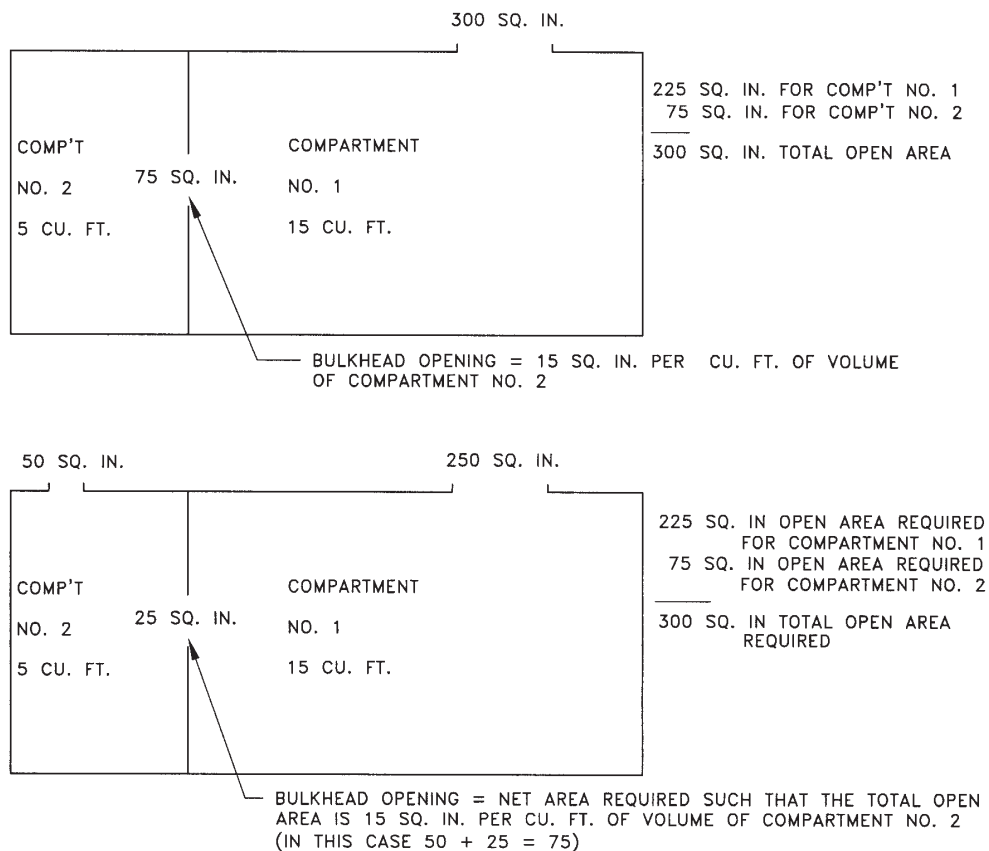 300 SQ. IN.
225 SQ. IN. FOR COMP'T NO. 1
75 SQ. IN. FOR COMP'T NO. 2
300 SQ. IN. TOTAL OPEN AREA
COMP'T
NO. 2
5 CU. FT.
75 SQ. IN.
COMPARTMENT
NO. 1
15 CU. FT.
BULKHEAD OPENING = 15 SQ. IN. PER CU. FT. OF VOLUME
OF COMPARTMENT NO. 2
50 SQ. IN.
250 SQ. IN.
225 SQ. IN OPEN AREA REQUIRED
FOR COMPARTMENT NO. 1
75 SQ. IN OPEN AREA REQUIRED
FOR COMPARTMENT NO. 2
300 SQ. IN TOTAL OPEN AREA
REQUIRED
COMP'T
NO. 2
5 CU. FT.
25 SQ. IN.
COMPARTMENT
NO. 1
15 CU. FT.
BULKHEAD OPENING = NET AREA REQUIRED SUCH THAT THE TOTAL OPEN
AREA IS 15 SQ. IN. PER CU. FT. OF VOLUME OF COMPARTMENT NO. 2
(IN THIS CASE 50 + 25 = 75)